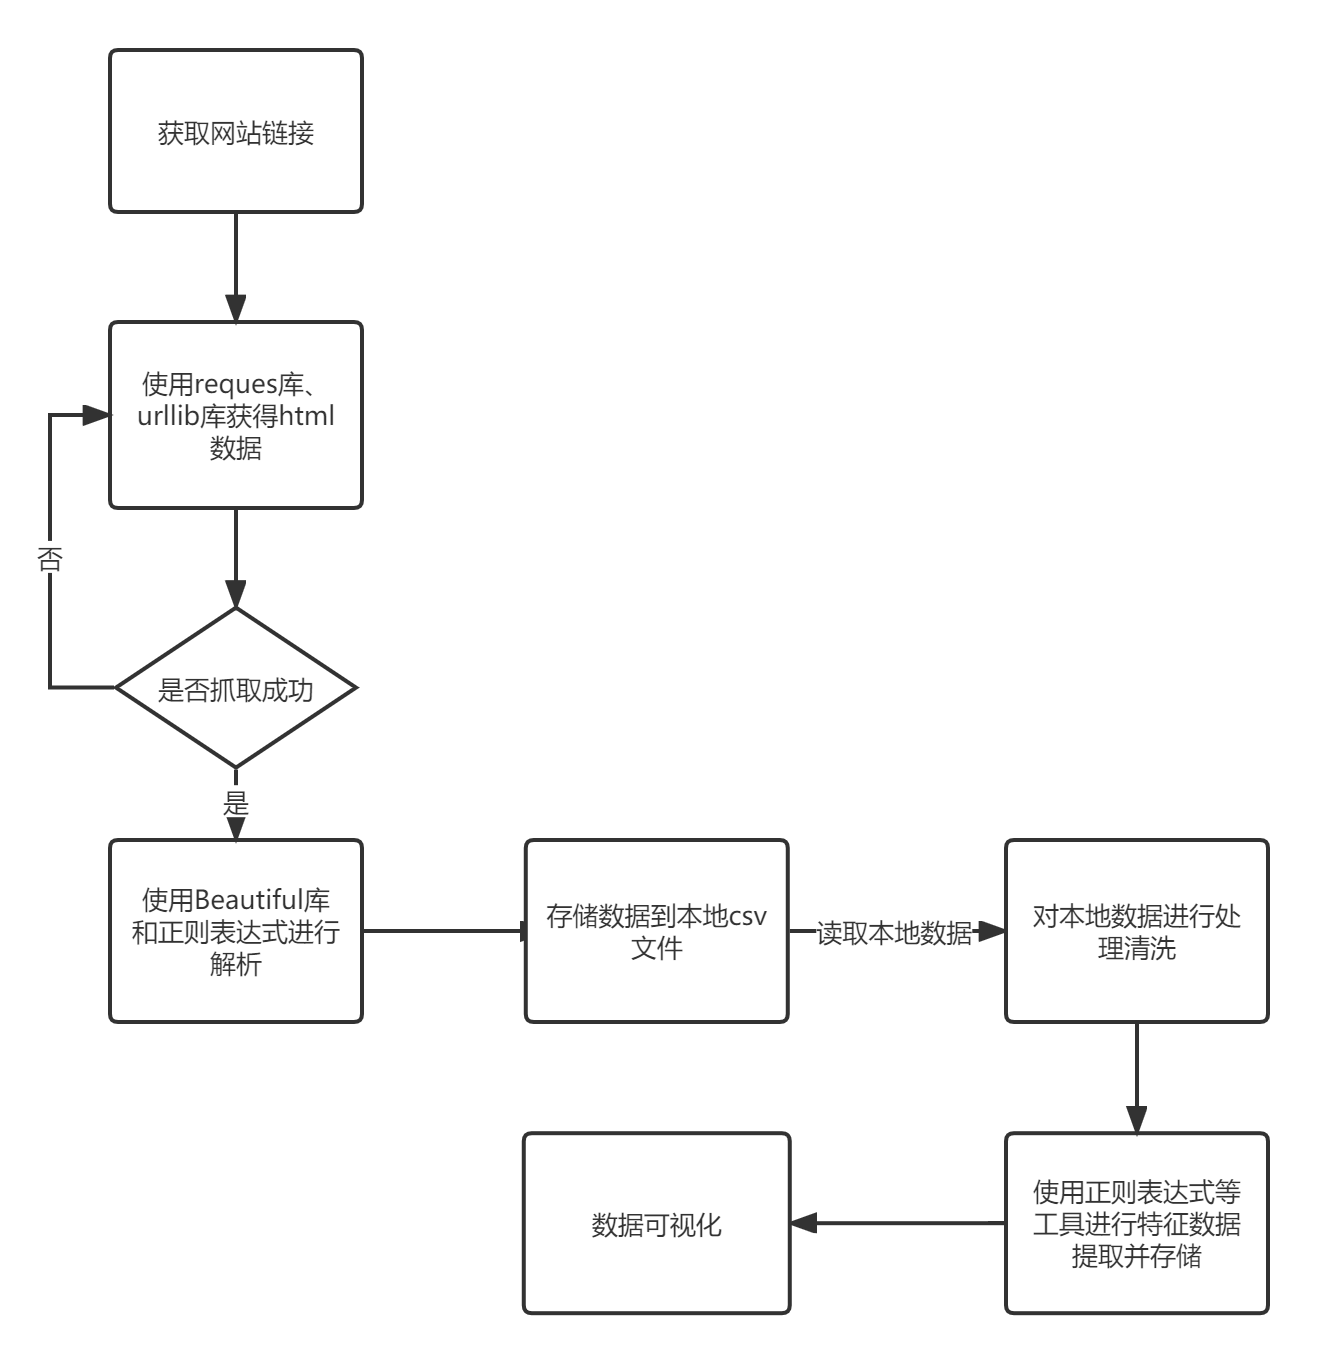 获取网站链接
使用reques库、
urllib库获得html
数据
否
是否抓取成功
是
使用Beautiful库
和正则表达式进行
解析
存储数据到本地csv
文件
读取本地数据
对本地数据进行处
理清洗
使用正则表达式等
工具进行特征数据
提取并存储
数据可视化